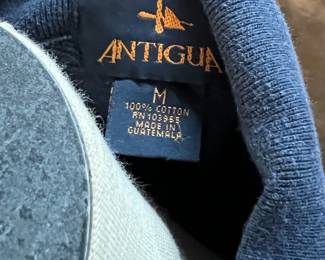 ANTIGUA
M
100% COTTON
RN 103955
MADE IN
GUATEMALA